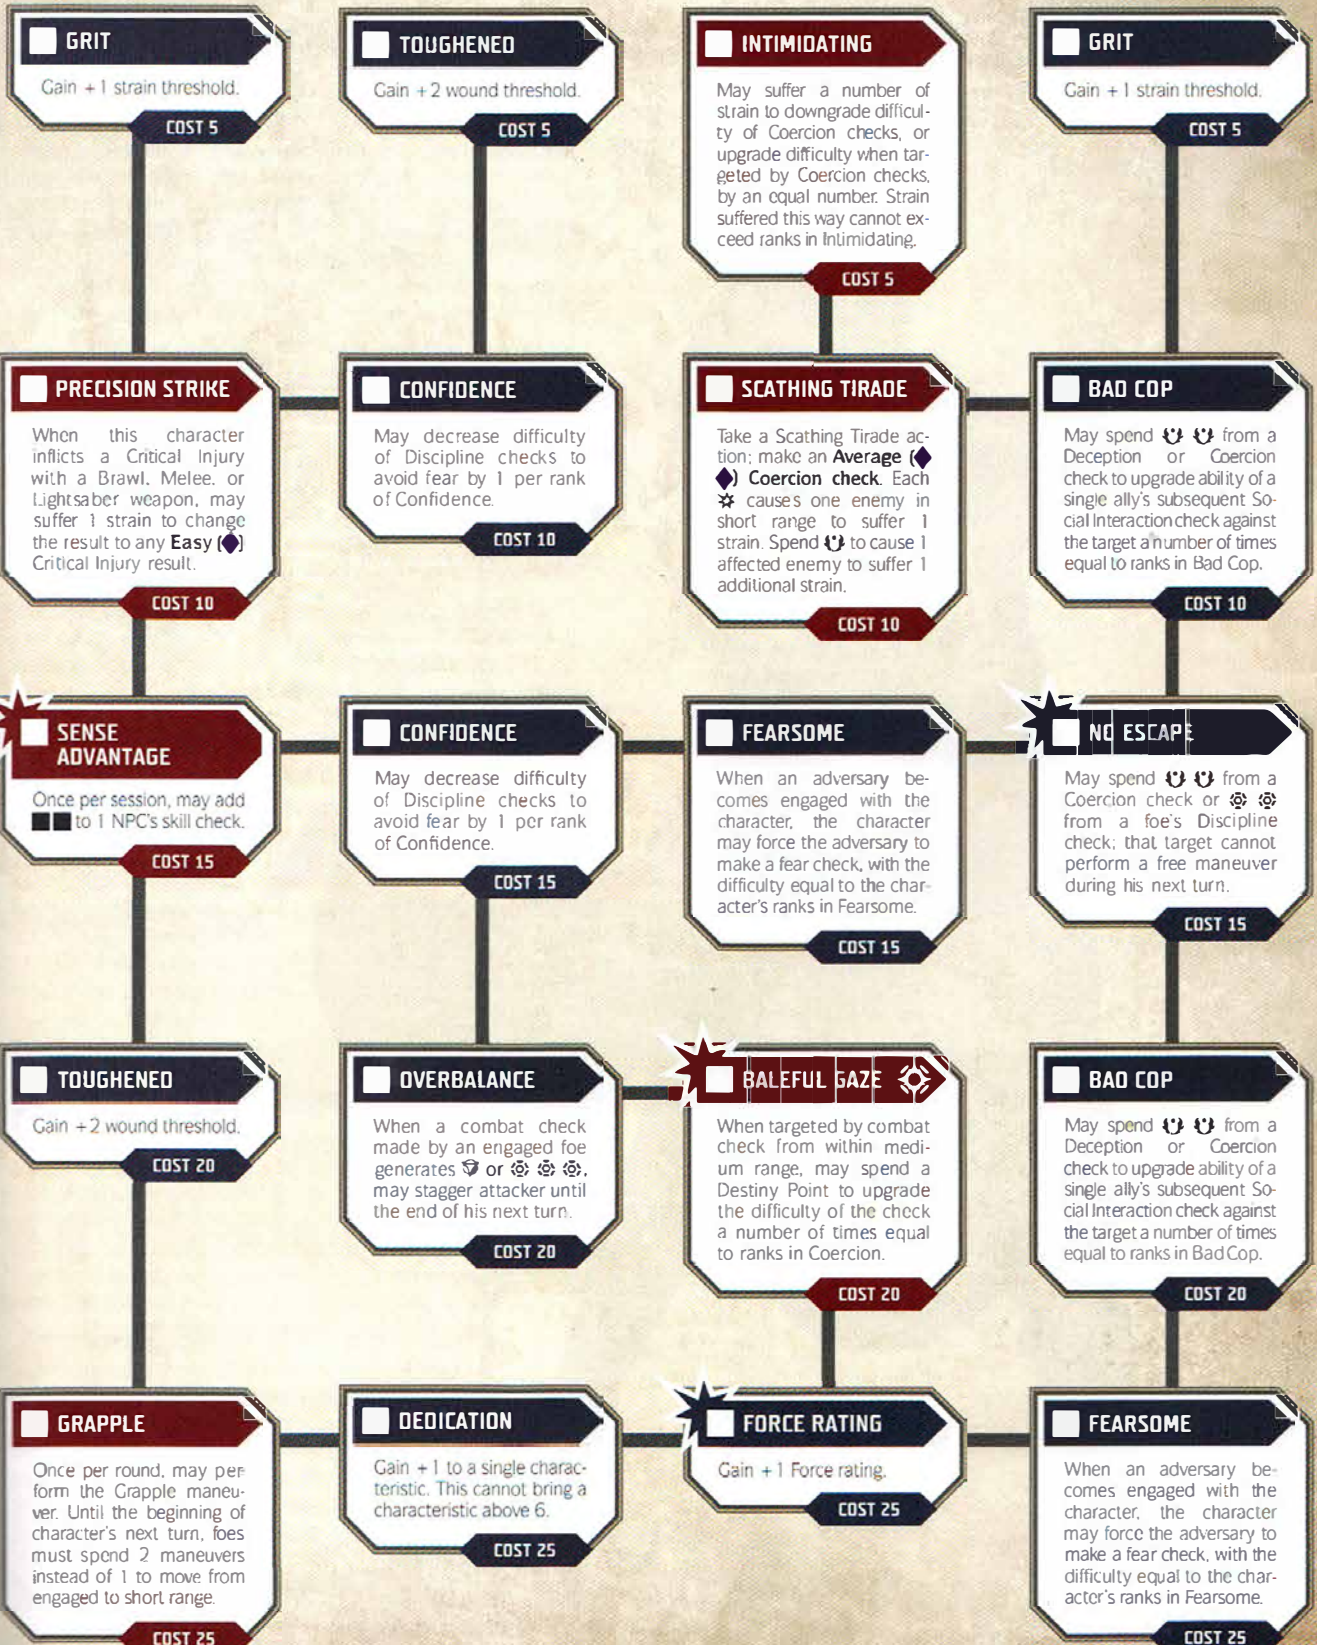 GRIT
Gain +1 strain threshold.
COST 5
TOUGHENED
Gain +2 wound threshold.
COST 5
INTIMIDATING
May suffer a number of
strain to downgrade difficul-
ty of Coercion checks, or
upgrade difficulty when tar-
geted by Coercion checks,
by an equal number. Strain
suffered this way cannot ex-
ceed ranks in Intimidating.
COST 5
GRIT
Gain +1 strain threshold.
COST 5
PRECISION STRIKE
When this character
inflicts a Critical Injury
with a Brawl, Melee, or
Lightsaber weapon, may
suffer 1 strain to change
the result to any Easy (◆)
Critical Injury result.
COST 10
CONFIDENCE
May decrease difficulty
of Discipline checks to
avoid fear by 1 per rank
of Confidence.
COST 10
SCATHING TIRADE
Take a Scathing Tirade ac-
tion; make an Average (◆
◆) Coercion check. Each
causes one enemy in
short range to suffer 1
strain. Spend to cause 1
affected enemy to suffer 1
additional strain.
COST 10
BAD COP
May spend from a
Deception or Coercion
check to upgrade ability of a
single ally's subsequent So-
cial Interaction check against
the target a number of times
equal to ranks in Bad Cop.
COST 10
SENSE
ADVANTAGE
Once per session, may add
■■ to 1 NPC's skill check.
COST 15
CONFIDENCE
May decrease difficulty
of Discipline checks to
avoid fear by 1 per rank
of Confidence.
COST 15
FEARSOME
When an adversary be-
comes engaged with the
character, the character
may force the adversary to
make a fear check, with the
difficulty equal to the char-
acter's ranks in Fearsome.
COST 15
NO ESCAPE
May spend from a
Coercion check or
from a foe's Discipline
check; that target cannot
perform a free maneuver
during his next turn.
COST 15
TOUGHENED
Gain +2 wound threshold.
COST 20
OVERBALANCE
When a combat check
made by an engaged foe
generates or ,
may stagger attacker until
the end of his next turn.
COST 20
BALEFUL GAZE
When targeted by combat
check from within medi-
um range, may spend a
Destiny Point to upgrade
the difficulty of the check
a number of times equal
to ranks in Coercion.
COST 20
BAD COP
May spend from a
Deception or Coercion
check to upgrade ability of a
single ally's subsequent So-
cial Interaction check against
the target a number of times
equal to ranks in Bad Cop.
COST 20
GRAPPLE
Once per round, may per-
form the Grapple maneu-
ver. Until the beginning of
character's next turn, foes
must spend 2 maneuvers
instead of 1 to move from
engaged to short range.
COST 25
DEDICATION
Gain +1 to a single charac-
teristic. This cannot bring a
characteristic above 6.
COST 25
FORCE RATING
Gain +1 Force rating.
COST 25
FEARSOME
When an adversary be-
comes engaged with the
character, the character
may force the adversary to
make a fear check, with the
difficulty equal to the char-
acter's ranks in Fearsome.
COST 25